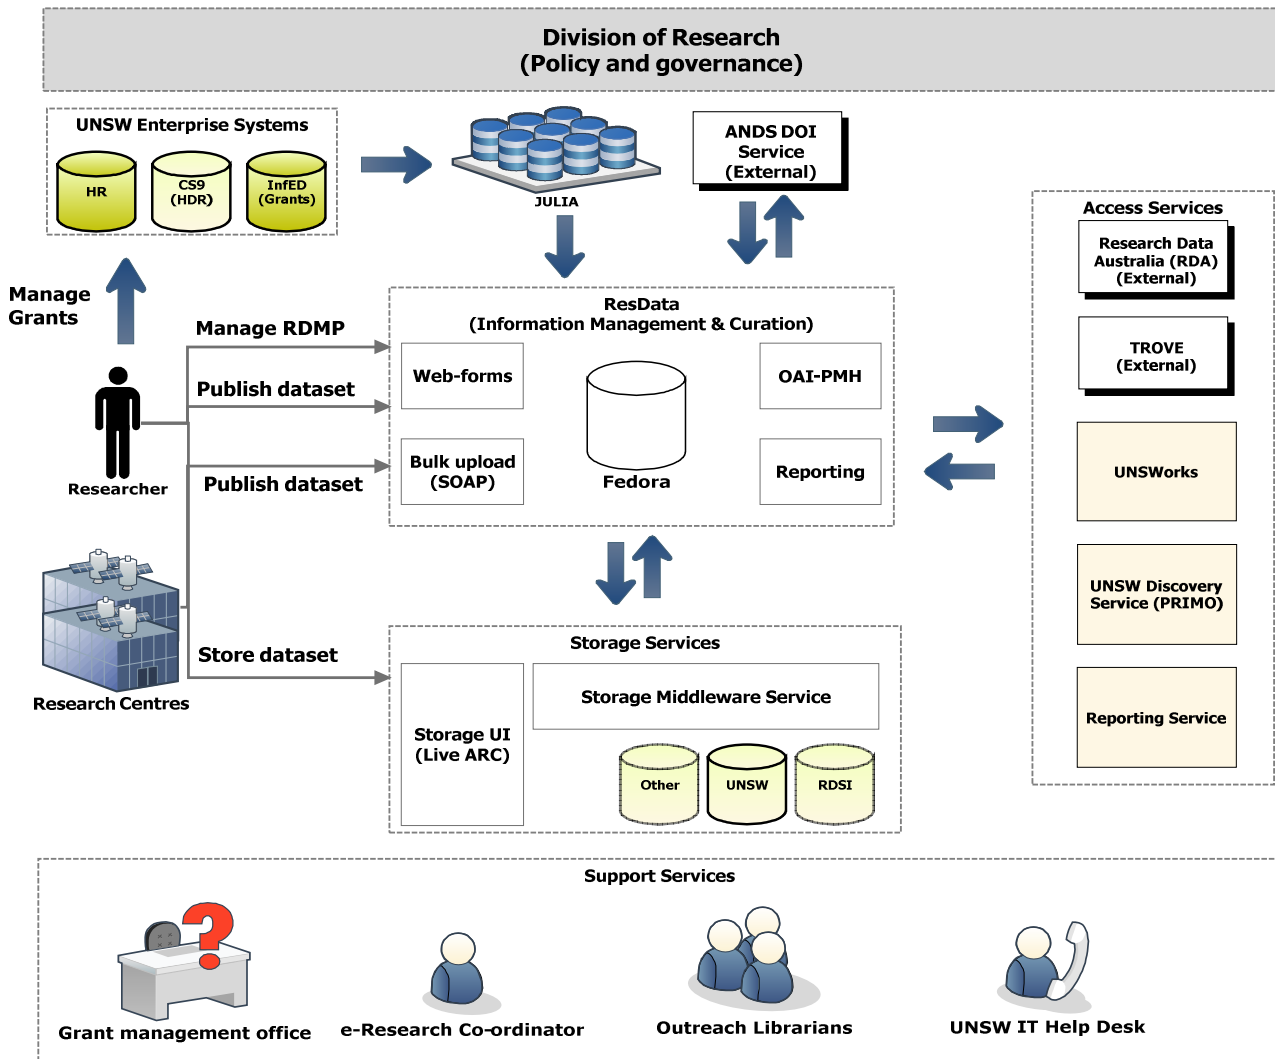 Division of Research
(Policy and governance)
UNSW Enterprise Systems
HR
CS9
(HDR)
InfED
(Grants)
JULIA
ANDS DOI
Service
(External)
Access Services
Research Data
Australia (RDA)
(External)
TROVE
(External)
UNSWorks
UNSW Discovery
Service (PRIMO)
Reporting Service
Manage
Grants
Researcher
Research Centres
Manage RDMP
Publish dataset
Publish dataset
Store dataset
ResData
(Information Management & Curation)
Web-forms
Bulk upload
(SOAP)
Fedora
OAI-PMH
Reporting
Storage Services
Storage UI
(Live ARC)
Storage Middleware Service
Other
UNSW
RDSI
Support Services
Grant management office
e-Research Co-ordinator
Outreach Librarians
UNSW IT Help Desk